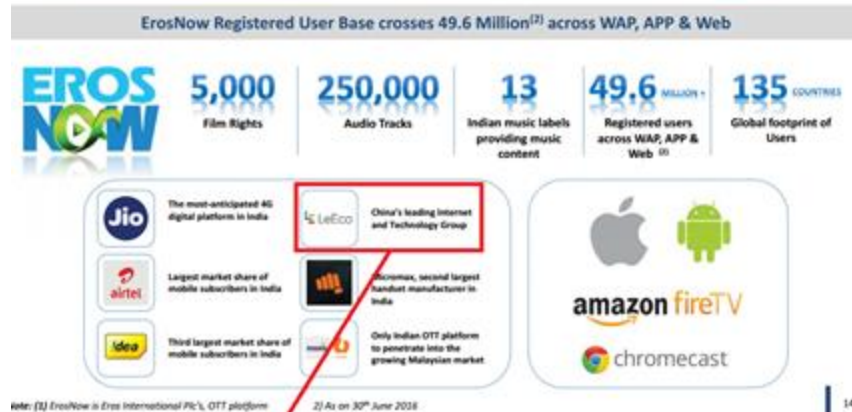 ErosNow Registered User Base crosses 49.6 Million(2) across WAP, APP & Web
EROS
NOW
5,000
Film Rights
250,000
Audio Tracks
13
Indian music labels
providing music
content
49.6 MILLION +
Registered users
across WAP, APP &
Web (2)
135 COUNTRIES
Global footprint of
Users
Jio
The most-anticipated 4G
digital platform in India
LeEco
China's leading Internet
and Technology Group
airtel
Largest market share of
mobile subscribers in India
Micromax, second largest
handset manufacturer in
India
!dea
Third largest market share of
mobile subscribers in India
Only Indian OTT platform
to penetrate into the
growing Malaysian market
amazon fireTV
chromecast
Note: (1) ErosNow is Eros International Plc's, OTT platform
2) As on 30th June 2016
14